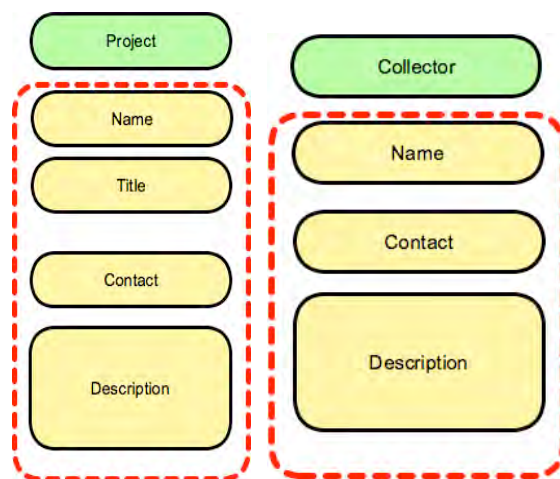 Project
Name
Title
Contact
Description
Collector
Name
Contact
Description